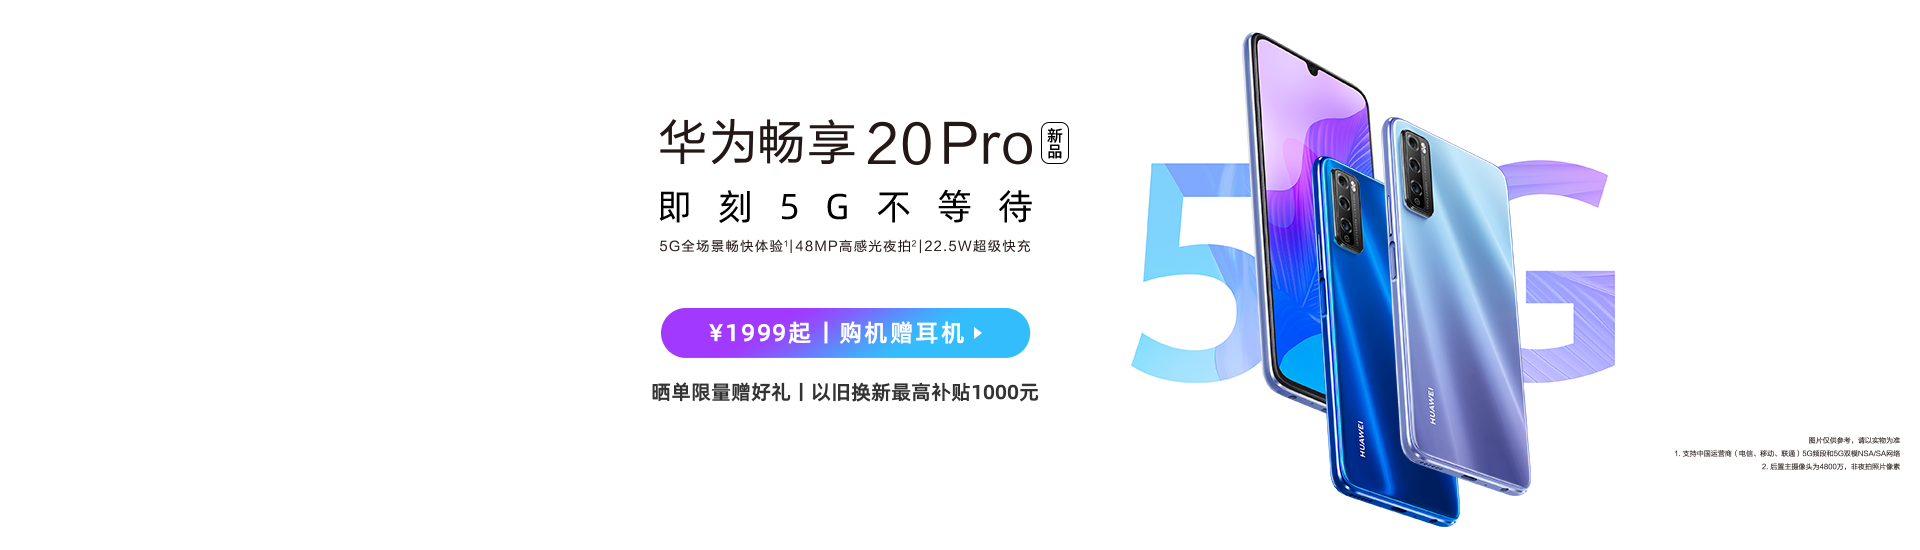 华为畅享20 Pro 新品
即刻5G不等待
5G全场景畅快体验¹|48MP高感光夜拍²|22.5W超级快充
¥1999起丨购机赠耳机
晒单限量赠好礼丨以旧换新最高补贴1000元
5G
HUAWEI
HUAWEI
图片仅供参考，请以实物为准
1. 支持中国运营商（电信、移动、联通）5G频段和5G双模NSA/SA网络
2. 后置主摄像头为4800万，非夜拍照片像素